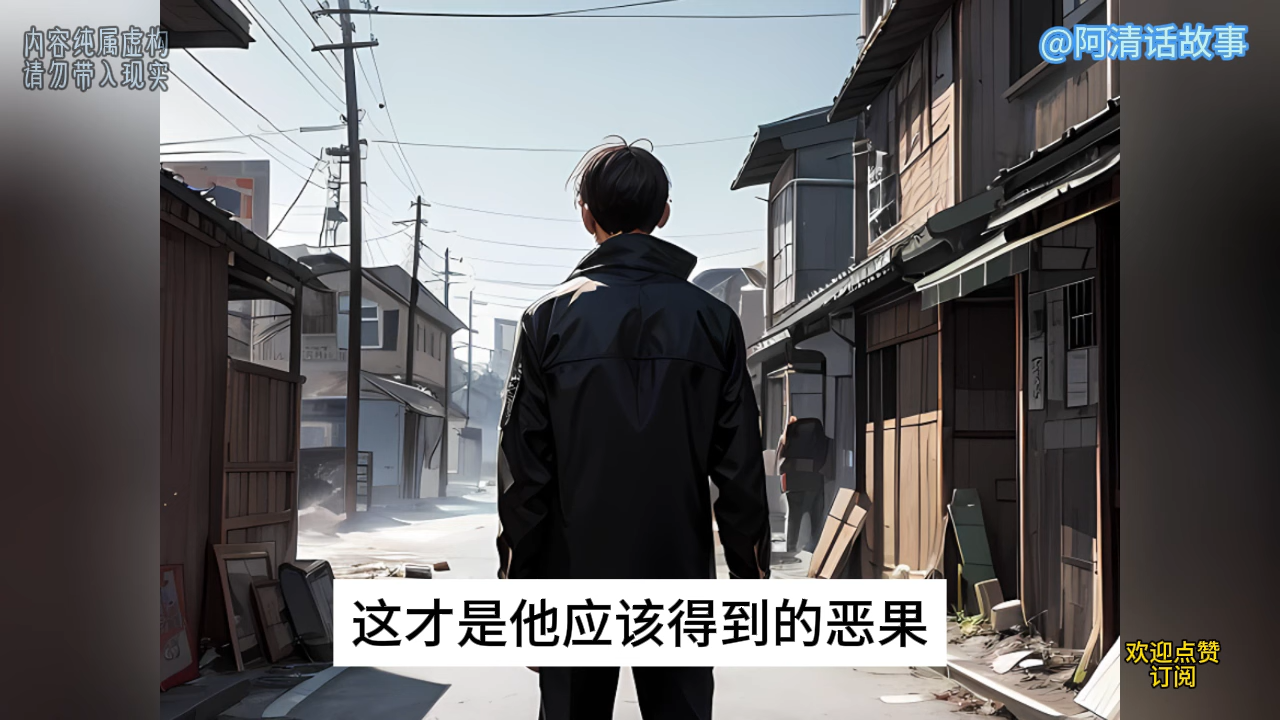 内容纯属虚构
请勿带入现实
@阿清话故事
这才是他应该得到的恶果
欢迎点赞
订阅